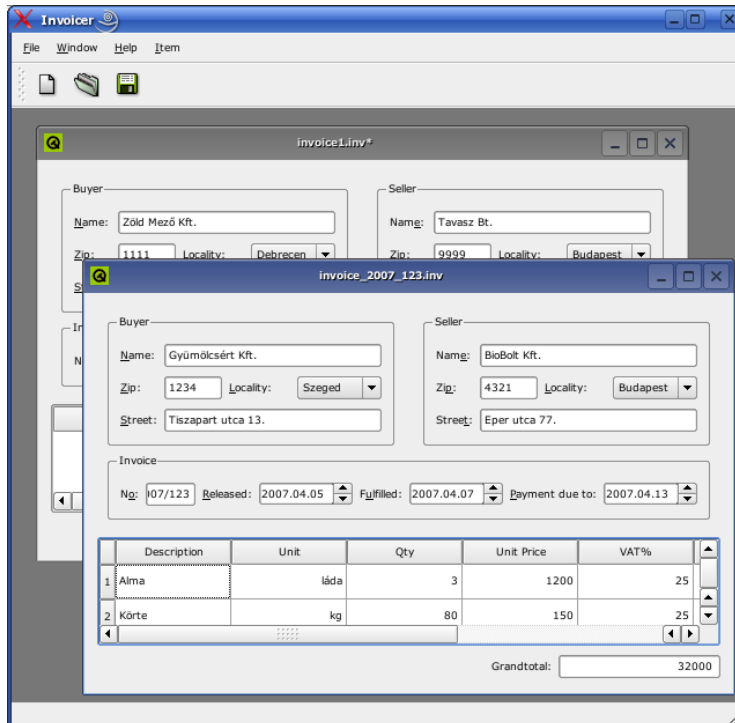 Invoicer
File Window Help Item
invoice1.inv*
Buyer
Seller
Name: Zöld Mező Kft.
Name: Tavasz Bt.
Zip: 1111 Locality: Debrecen
Zip: 9999 Locality: Budapest
invoice_2007_123.inv
Buyer
Seller
Name: Gyümölcsért Kft.
Name: BioBolt Kft.
Zip: 1234 Locality: Szeged
Zip: 4321 Locality: Budapest
Street: Tiszapart utca 13.
Street: Eper utca 77.
Invoice
No: 007/123 Released: 2007.04.05 Fulfilled: 2007.04.07 Payment due to: 2007.04.13
Description Unit Qty Unit Price VAT%
1 Alma láda 3 1200 25
2 Körte kg 80 150 25
Grandtotal: 32000